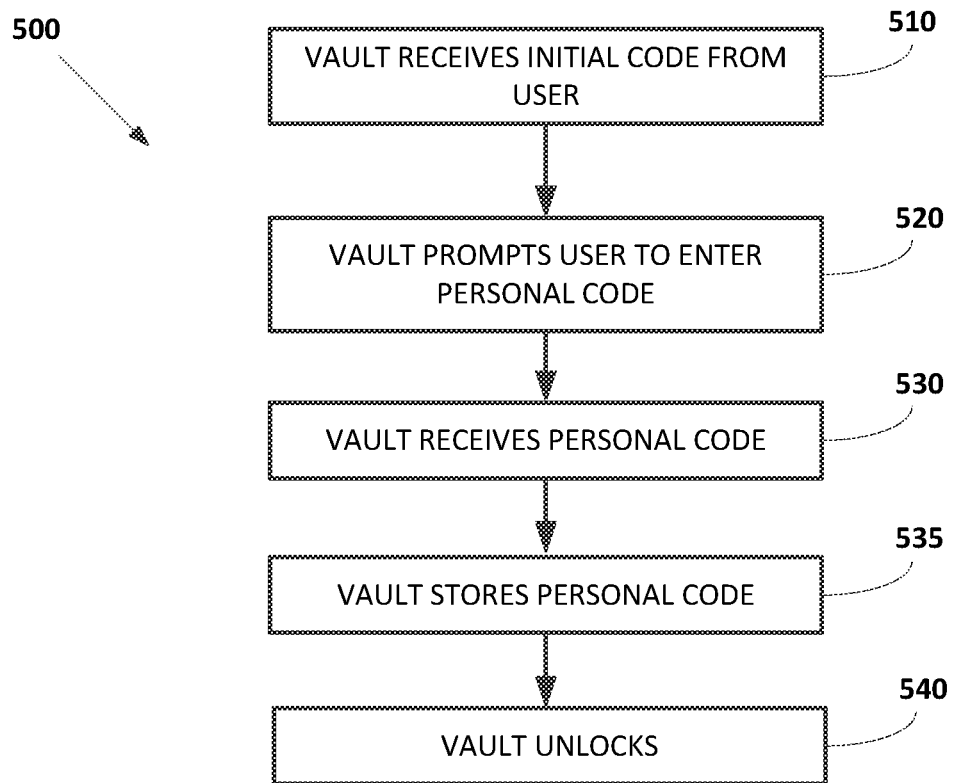 500
510
VAULT RECEIVES INITIAL CODE FROM
USER
520
VAULT PROMPTS USER TO ENTER
PERSONAL CODE
530
VAULT RECEIVES PERSONAL CODE
535
VAULT STORES PERSONAL CODE
540
VAULT UNLOCKS